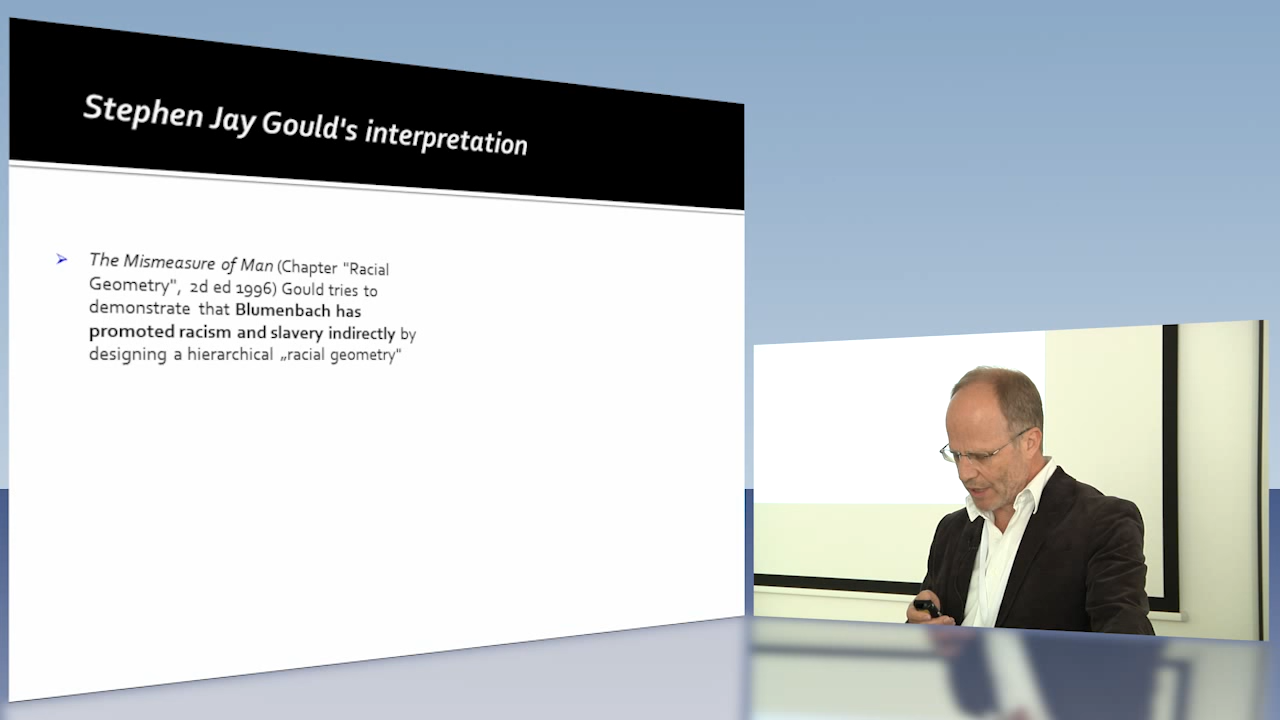 Stephen Jay Gould's interpretation
The Mismeasure of Man (Chapter "Racial
Geometry", 2d ed 1996) Gould tries to
demonstrate that Blumenbach has
promoted racism and slavery indirectly by
designing a hierarchical „racial geometry"